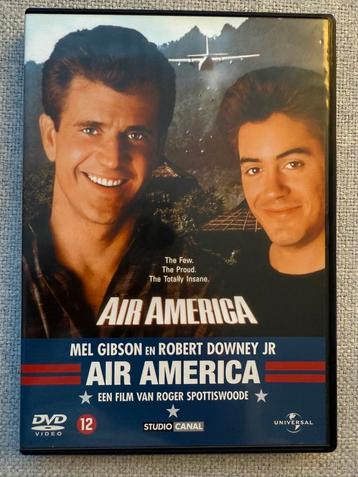 The Few.
The Proud.
The Totally Insane.
AIR AMERICA
MEL GIBSON EN ROBERT DOWNEY JR
AIR AMERICA
EEN FILM VAN ROGER SPOTTISWOODE
DVD
VIDEO
12
STUDIO CANAL
UNIVERSAL